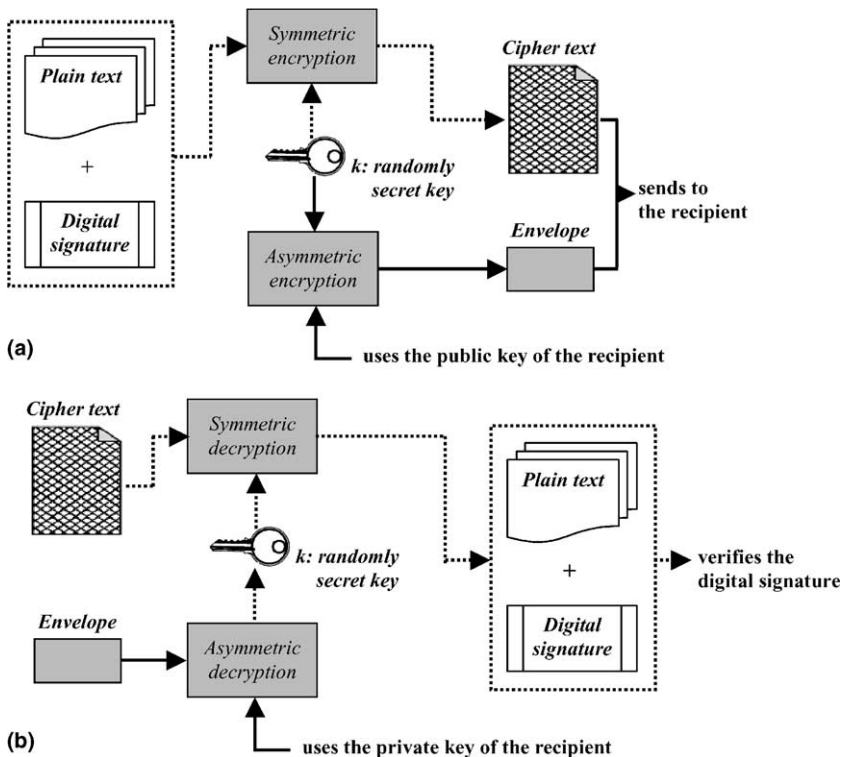 Plain text
+
Digital
signature
Symmetric
encryption
k: randomly
secret key
Asymmetric
encryption
Cipher text
Envelope
sends to
the recipient
uses the public key of the recipient
(a)
Cipher text
Symmetric
decryption
k: randomly
secret key
Envelope
Asymmetric
decryption
Plain text
+
Digital
signature
verifies the
digital signature
uses the private key of the recipient
(b)